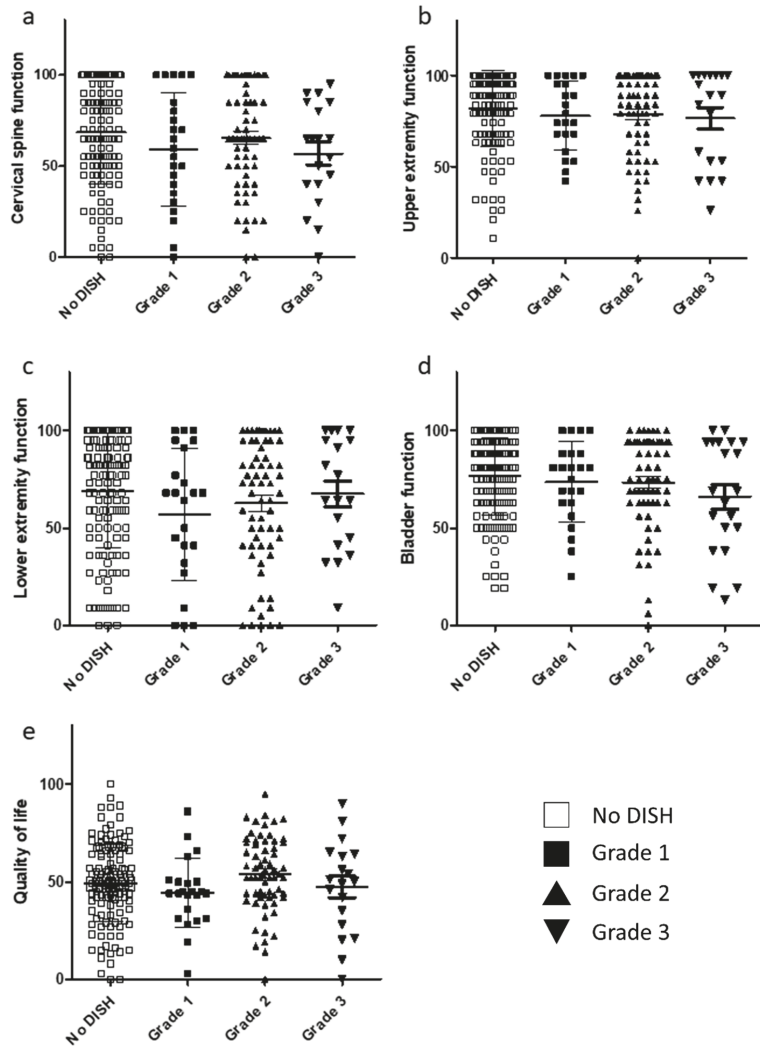 a
Cervical spine function
100
50
0
No DISH
Grade 1
Grade 2
Grade 3
b
Upper extremity function
100
50
0
No DISH
Grade 1
Grade 2
Grade 3
c
Lower extremity function
100
50
0
No DISH
Grade 1
Grade 2
Grade 3
d
Bladder function
100
50
0
No DISH
Grade 1
Grade 2
Grade 3
e
Quality of life
100
50
0
No DISH
Grade 1
Grade 2
Grade 3
No DISH
Grade 1
Grade 2
Grade 3